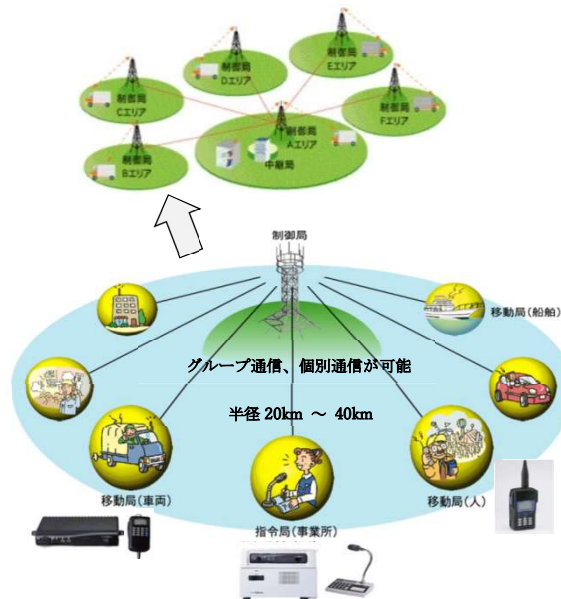 制御局
Eエリア
制御局
Dエリア
制御局
Cエリア
制御局
Fエリア
制御局
Aエリア
中継局
制御局
Bエリア
制御局
移動局(船舶)
グループ通信、個別通信が可能
半径 20km ～ 40km
移動局(車両)
移動局(人)
指令局(事業所)